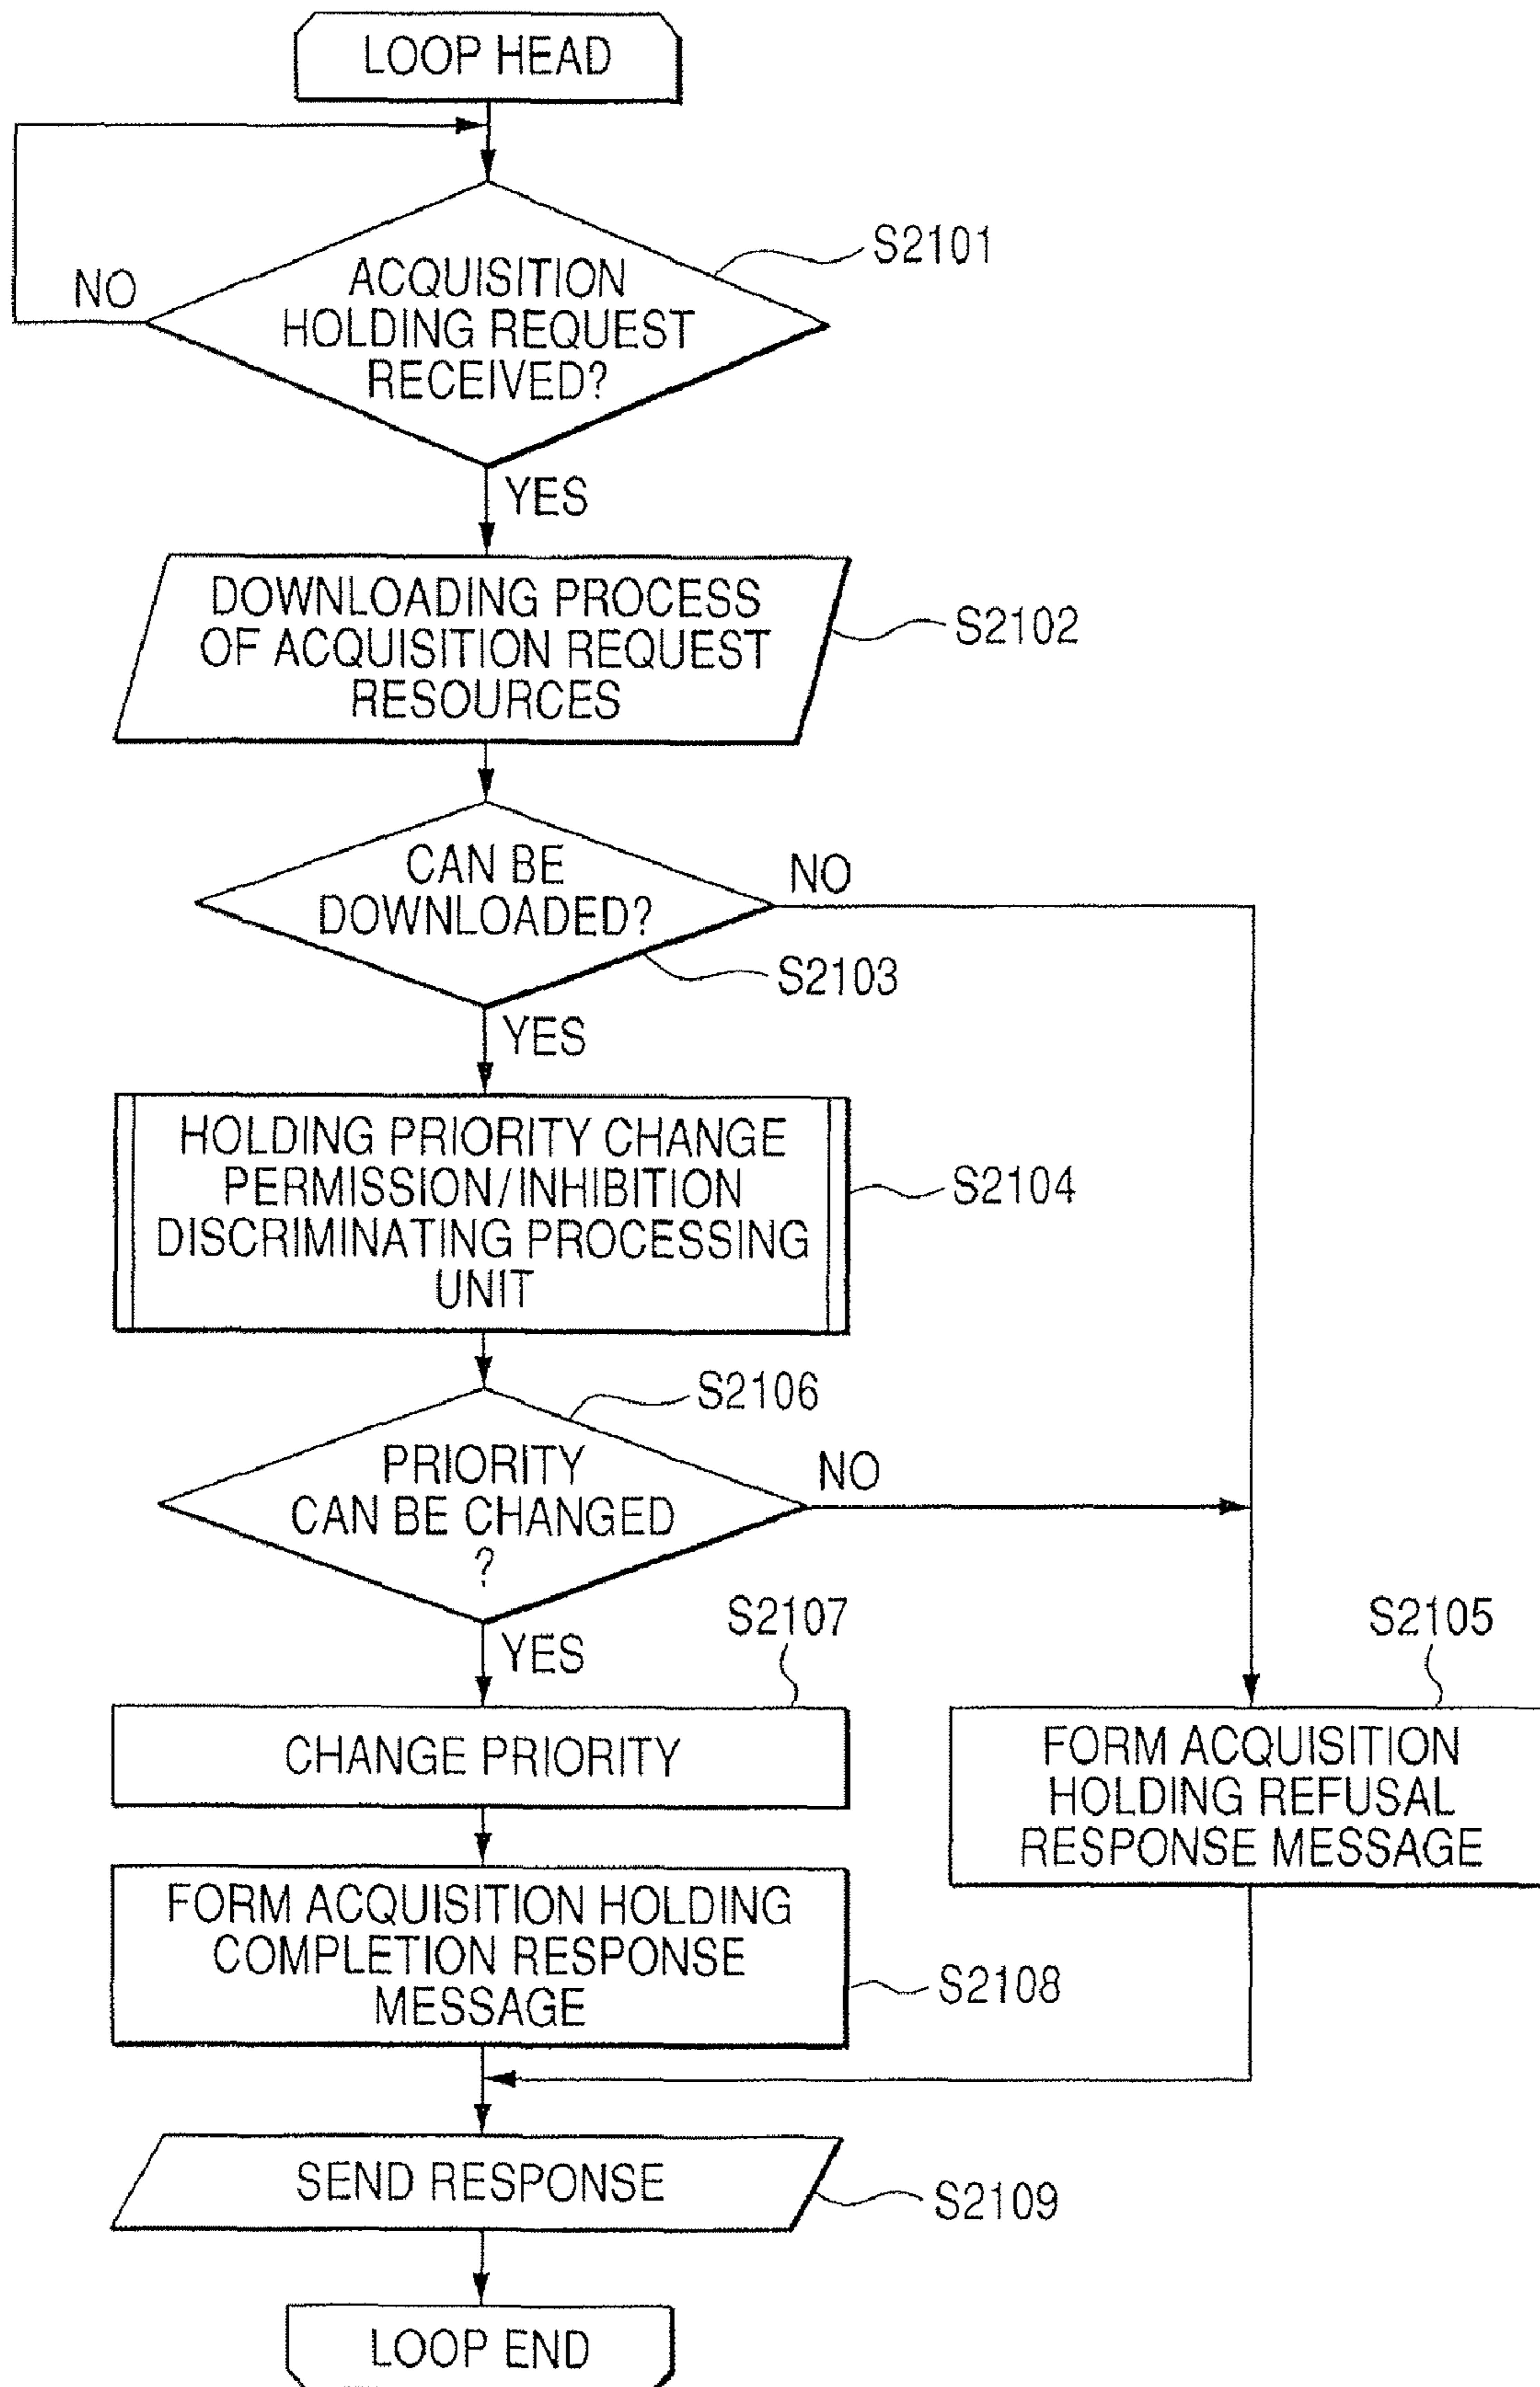 LOOP HEAD
S2101
NO
ACQUISITION
HOLDING REQUEST
RECEIVED?
YES
DOWNLOADING PROCESS
OF ACQUISITION REQUEST
RESOURCES
S2102
CAN BE
DOWNLOADED?
NO
S2103
YES
HOLDING PRIORITY CHANGE
PERMISSION/INHIBITION
DISCRIMINATING PROCESSING
UNIT
S2104
S2106
PRIORITY
CAN BE CHANGED
?
NO
YES
S2107
S2105
CHANGE PRIORITY
FORM ACQUISITION
HOLDING REFUSAL
RESPONSE MESSAGE
FORM ACQUISITION HOLDING
COMPLETION RESPONSE
MESSAGE
S2108
SEND RESPONSE
S2109
LOOP END